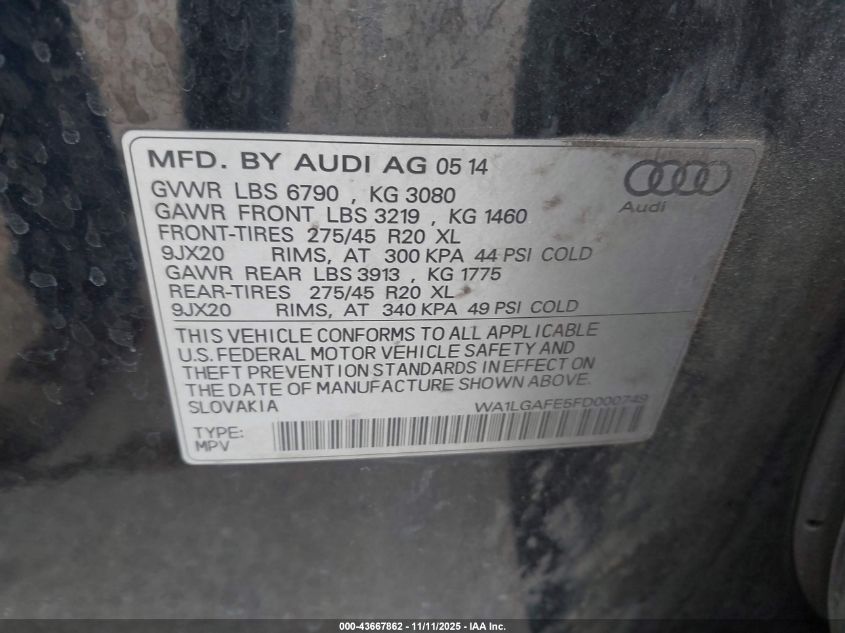 MFD. BY AUDI AG 05 14
GVWR LBS 6790 , KG 3080
GAWR FRONT LBS 3219 , KG 1460
FRONT-TIRES 275/45 R20 XL
9JX20 RIMS, AT 300 KPA 44 PSI COLD
GAWR REAR LBS 3913 , KG 1775
REAR-TIRES 275/45 R20 XL
9JX20 RIMS, AT 340 KPA 49 PSI COLD
Audi
THIS VEHICLE CONFORMS TO ALL APPLICABLE
U.S. FEDERAL MOTOR VEHICLE SAFETY AND
THEFT PREVENTION STANDARDS IN EFFECT ON
THE DATE OF MANUFACTURE SHOWN ABOVE.
SLOVAKIA WA1LGAFE5FD000749
TYPE:
MPV
000-43667862 - 11/11/2025 - IAA Inc.